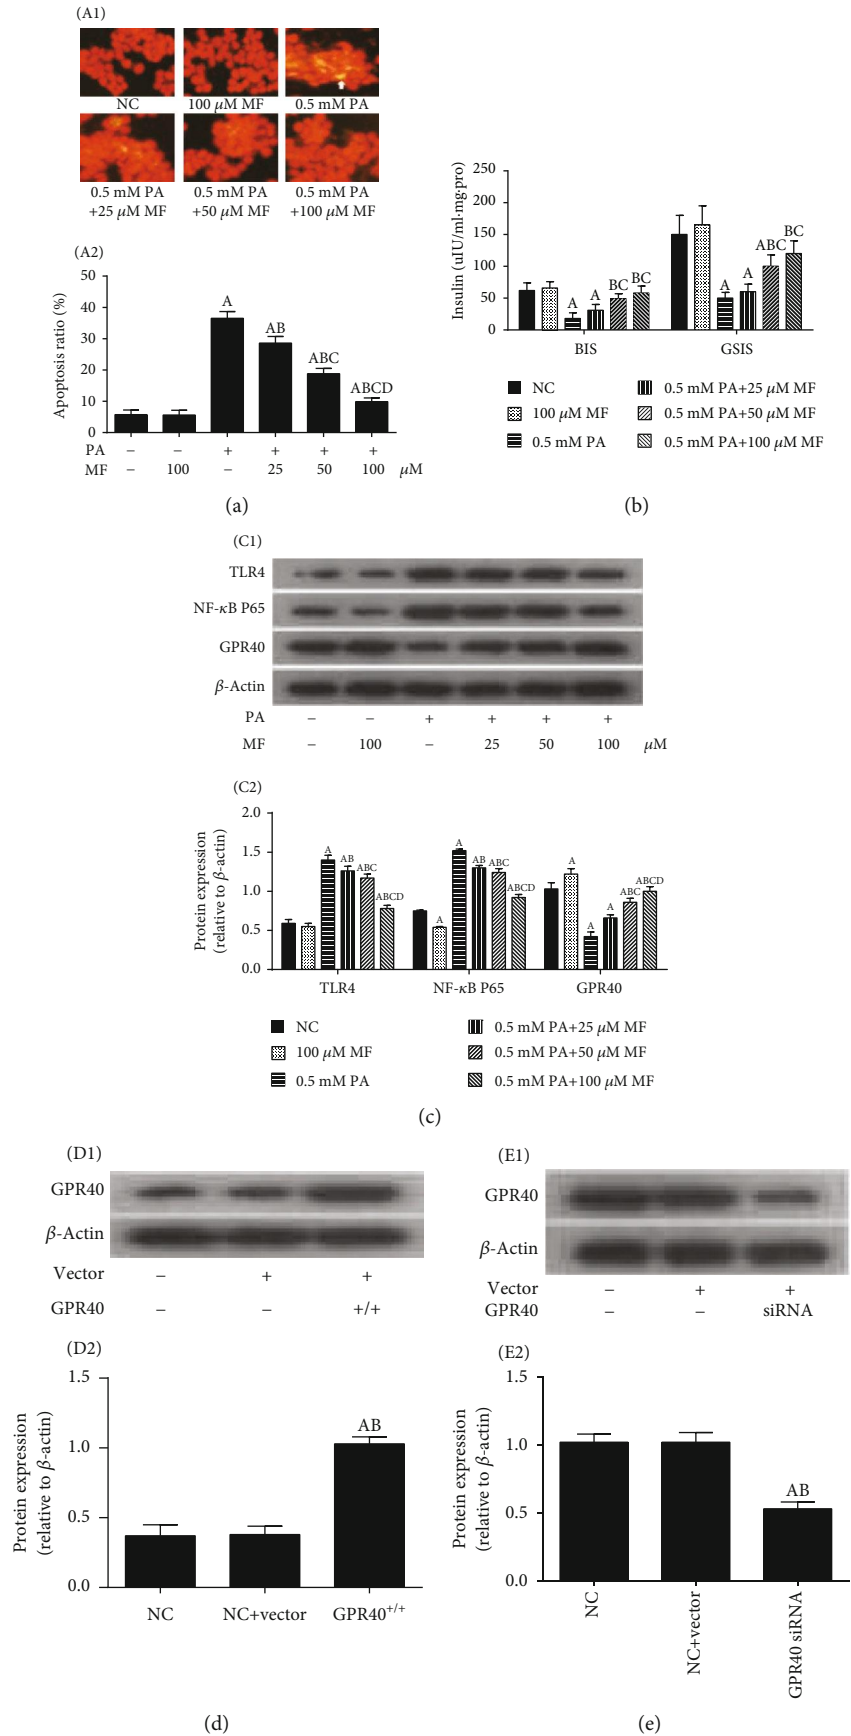 (A1)
NC
100 μM MF
0.5 mM PA
0.5 mM PA
+25 μM MF
0.5 mM PA
+50 μM MF
0.5 mM PA
+100 μM MF
(A2)
Apoptosis ratio (%)
50
40
30
20
10
0
A
AB
ABC
ABCD
PA – – + + + +
MF – 100 – 25 50 100 μM
(a)
Insulin (uIU/ml·mg·pro)
250
200
150
100
50
0
A A BC BC
A A ABC BC
BIS GSIS
NC
100 μM MF
0.5 mM PA
0.5 mM PA+25 μM MF
0.5 mM PA+50 μM MF
0.5 mM PA+100 μM MF
(b)
(C1)
TLR4
NF-κB P65
GPR40
β-Actin
PA – – + + + +
MF – 100 – 25 50 100 μM
(C2)
Protein expression
(relative to β-actin)
2.0
1.5
1.0
0.5
0.0
A AB ABC ABCD
A A AB ABC ABCD
A A A ABC ABCD
TLR4 NF-κB P65 GPR40
NC
100 μM MF
0.5 mM PA
0.5 mM PA+25 μM MF
0.5 mM PA+50 μM MF
0.5 mM PA+100 μM MF
(c)
(D1)
GPR40
β-Actin
Vector – + +
GPR40 – – +/+
(D2)
Protein expression
(relative to β-actin)
1.5
1.0
0.5
0.0
AB
NC NC+vector GPR40+/+
(d)
(E1)
GPR40
β-Actin
Vector – + +
GPR40 – – siRNA
(E2)
Protein expression
(relative to β-actin)
1.5
1.0
0.5
0.0
AB
NC
NC+vector
GPR40 siRNA
(e)